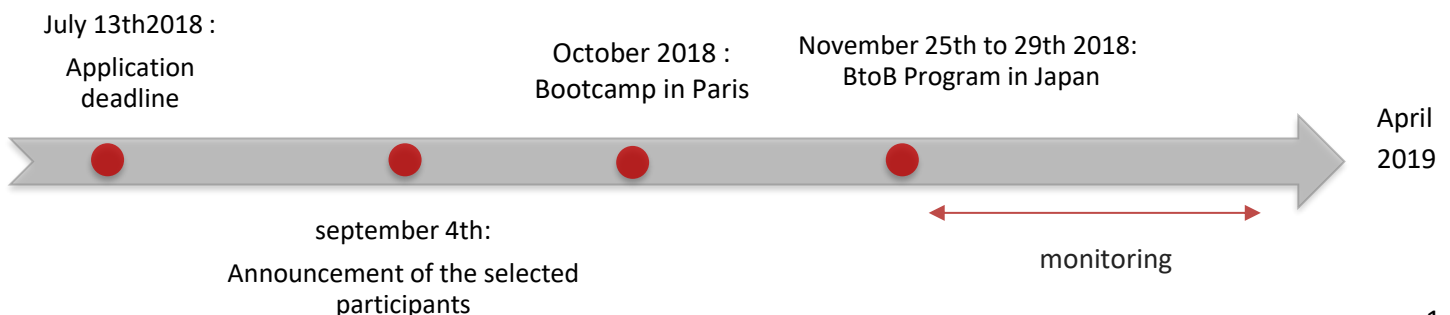 July 13th2018 :
Application
deadline
october 2018 :
Bootcamp in Paris
November 25th to 29th 2018:
BtoB Program in Japan
April
2019
september 4th:
Announcement of the selected
participants
monitoring